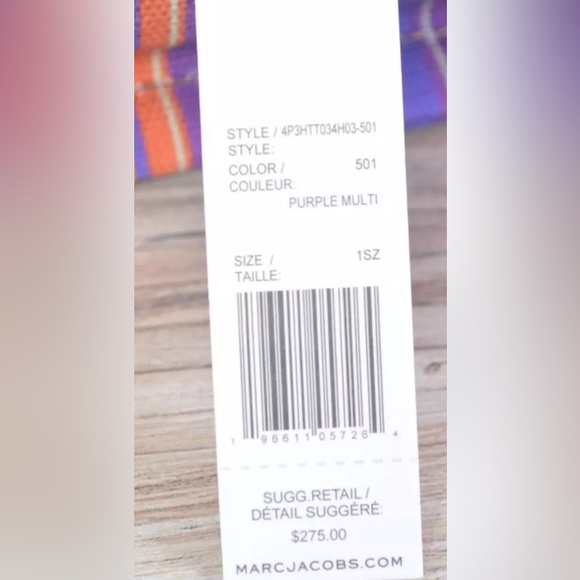 STYLE / 4P3HTT034H03-501
STYLE:
COLOR / 501
COULEUR:
PURPLE MULTI
SIZE / 1SZ
TAILLE:
1 96611 05726 4
SUGG.RETAIL /
DÉTAIL SUGGÉRÉ:
$275.00
MARCJACOBS.COM